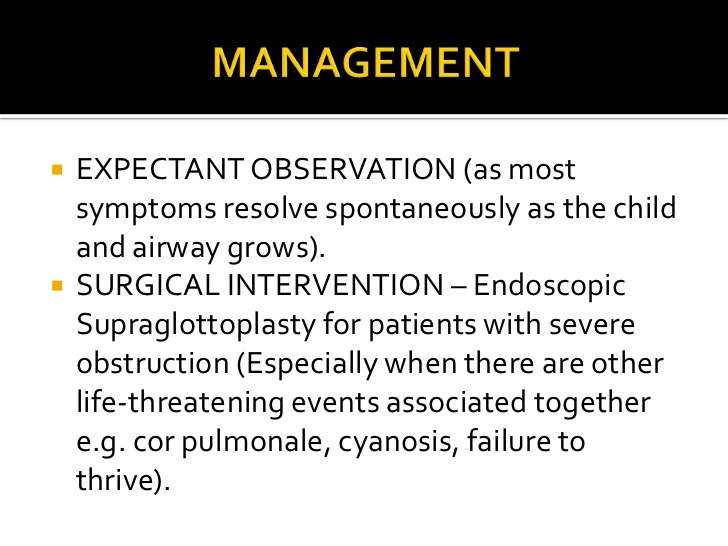 MANAGEMENT
▪ EXPECTANT OBSERVATION (as most
symptoms resolve spontaneously as the child
and airway grows).
▪ SURGICAL INTERVENTION – Endoscopic
Supraglottoplasty for patients with severe
obstruction (Especially when there are other
life-threatening events associated together
e.g. cor pulmonale, cyanosis, failure to
thrive).